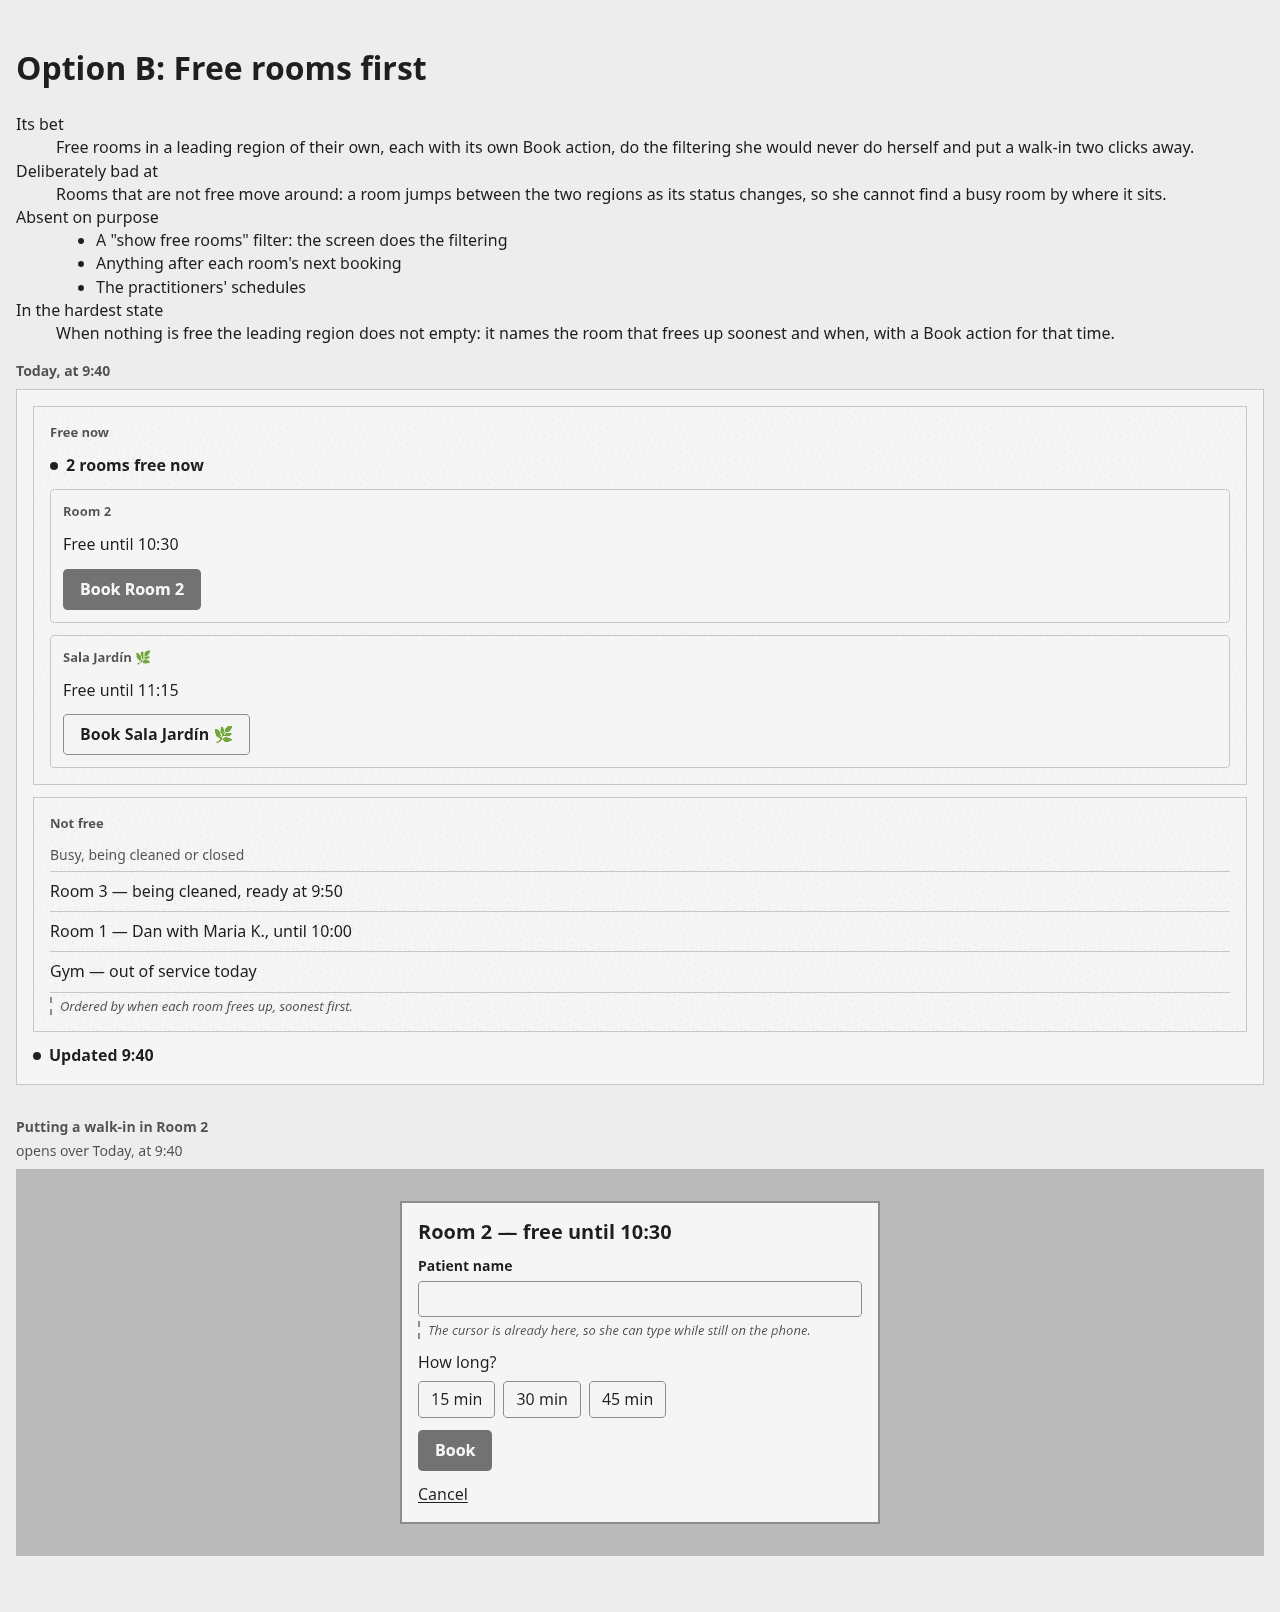 Option B: Free rooms first
Its bet
Free rooms in a leading region of their own, each with its own Book action, do the filtering she would never do herself and put a walk-in two clicks away.
Deliberately bad at
Rooms that are not free move around: a room jumps between the two regions as its status changes, so she cannot find a busy room by where it sits.
Absent on purpose
• A "show free rooms" filter: the screen does the filtering
• Anything after each room's next booking
• The practitioners' schedules
In the hardest state
When nothing is free the leading region does not empty: it names the room that frees up soonest and when, with a Book action for that time.
Today, at 9:40
Free now
● 2 rooms free now
Room 2
Free until 10:30
Book Room 2
Sala Jardín 🌿
Free until 11:15
Book Sala Jardín 🌿
Not free
Busy, being cleaned or closed
Room 3 — being cleaned, ready at 9:50
Room 1 — Dan with Maria K., until 10:00
Gym — out of service today
Ordered by when each room frees up, soonest first.
● Updated 9:40
Putting a walk-in in Room 2
opens over Today, at 9:40
Room 2 — free until 10:30
Patient name
The cursor is already here, so she can type while still on the phone.
How long?
15 min 30 min 45 min
Book
Cancel